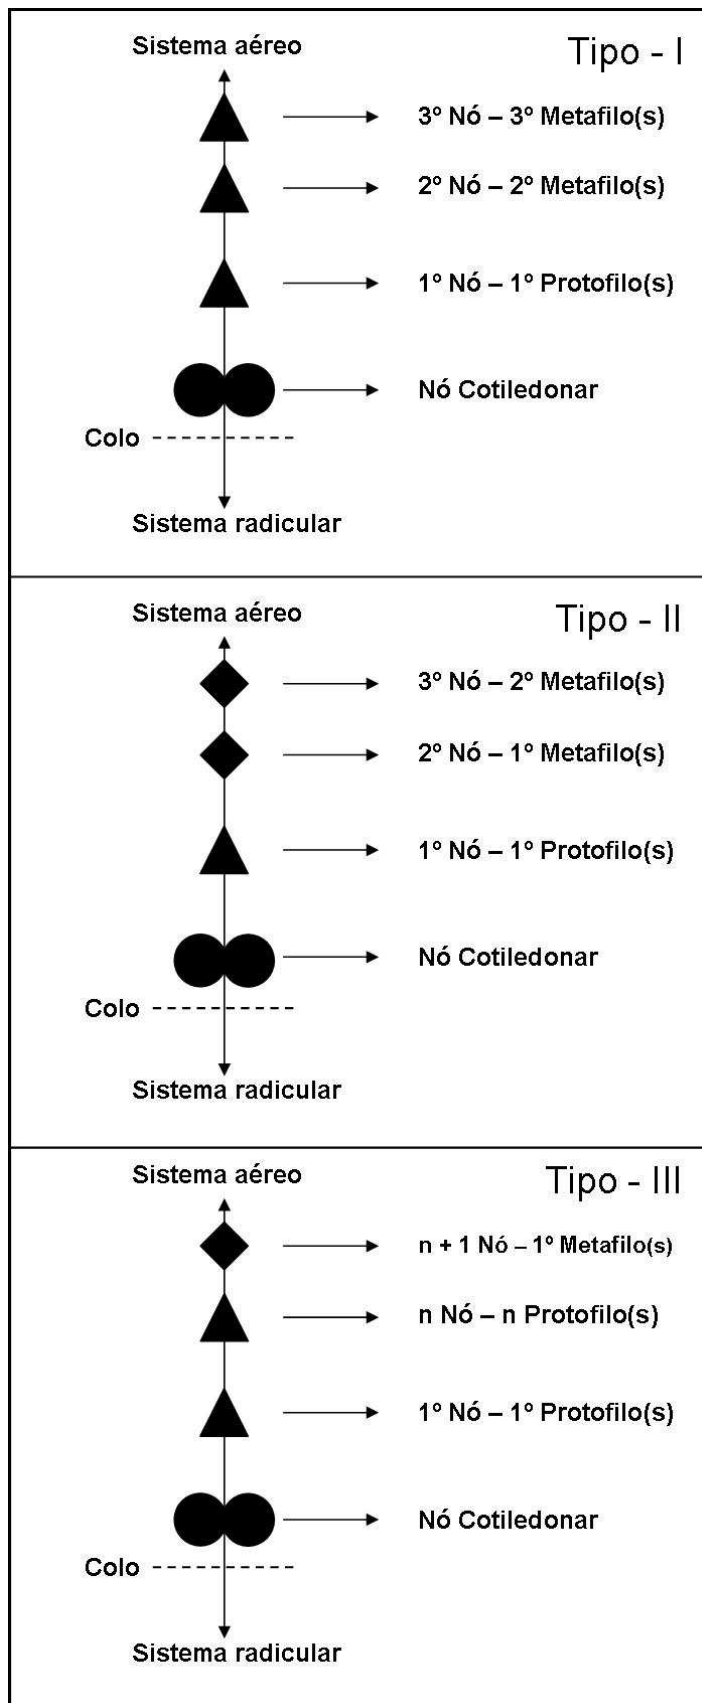 Sistema aéreo
Tipo - I
3º Nó – 3º Metafilo(s)
2º Nó – 2º Metafilo(s)
1º Nó – 1º Protofilo(s)
Nó Cotiledonar
Colo
Sistema radicular
Sistema aéreo
Tipo - II
3º Nó – 2º Metafilo(s)
2º Nó – 1º Metafilo(s)
1º Nó – 1º Protofilo(s)
Nó Cotiledonar
Colo
Sistema radicular
Sistema aéreo
Tipo - III
n + 1 Nó – 1º Metafilo(s)
n Nó – n Protofilo(s)
1º Nó – 1º Protofilo(s)
Nó Cotiledonar
Colo
Sistema radicular